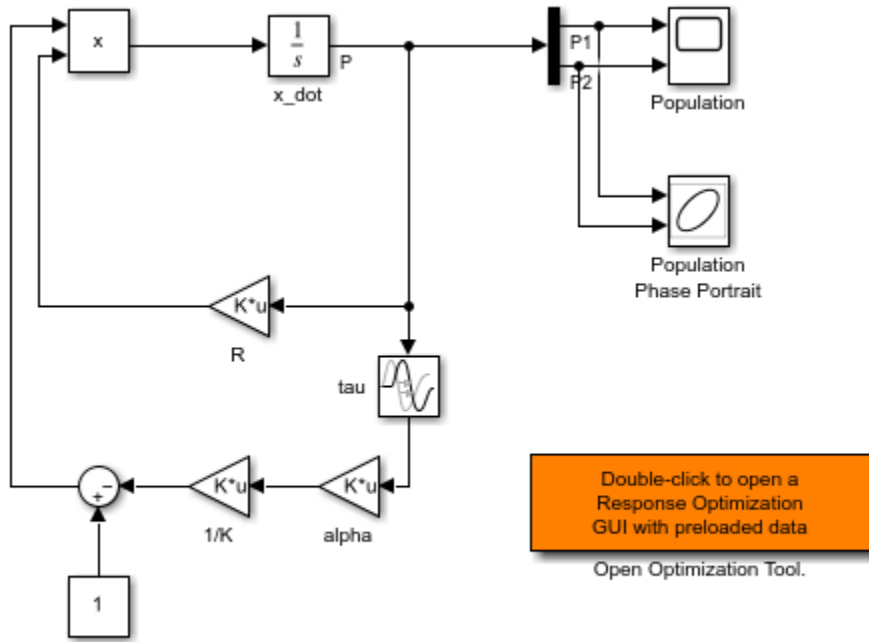 x
1
s
P
x_dot
P1
P2
Population
Population
Phase Portrait
K*u
R
tau
K*u
K*u
1/K
alpha
+
−
1
Double-click to open a
Response Optimization
GUI with preloaded data
Open Optimization Tool.